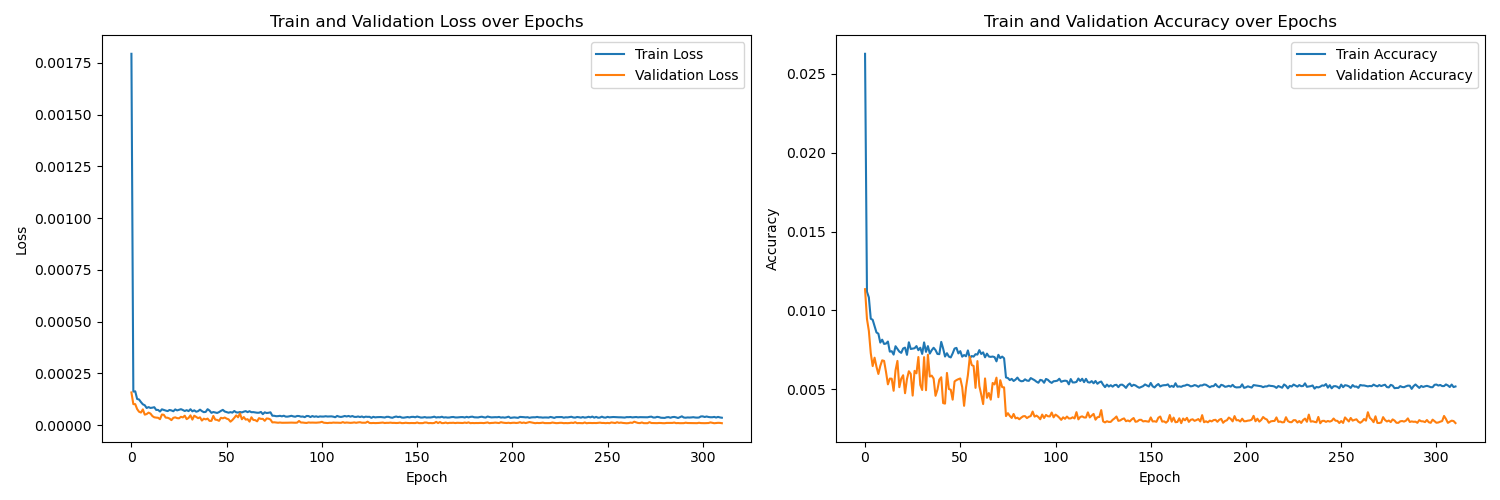 Train and Validation Loss over Epochs
Train Loss
Validation Loss
0.00175
0.00150
0.00125
0.00100
0.00075
0.00050
0.00025
0.00000
Loss
0 50 100 150 200 250 300
Epoch
Train and Validation Accuracy over Epochs
Train Accuracy
Validation Accuracy
0.025
0.020
0.015
0.010
0.005
Accuracy
0 50 100 150 200 250 300
Epoch